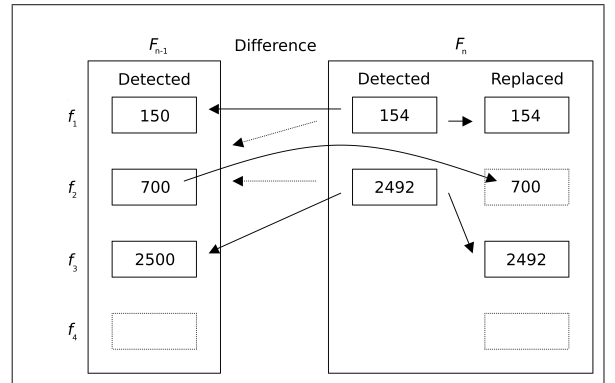 Fn-1 Difference Fn
Detected Detected Replaced
f1 150 154 154
f2 700 2492 700
f3 2500 2492
f4